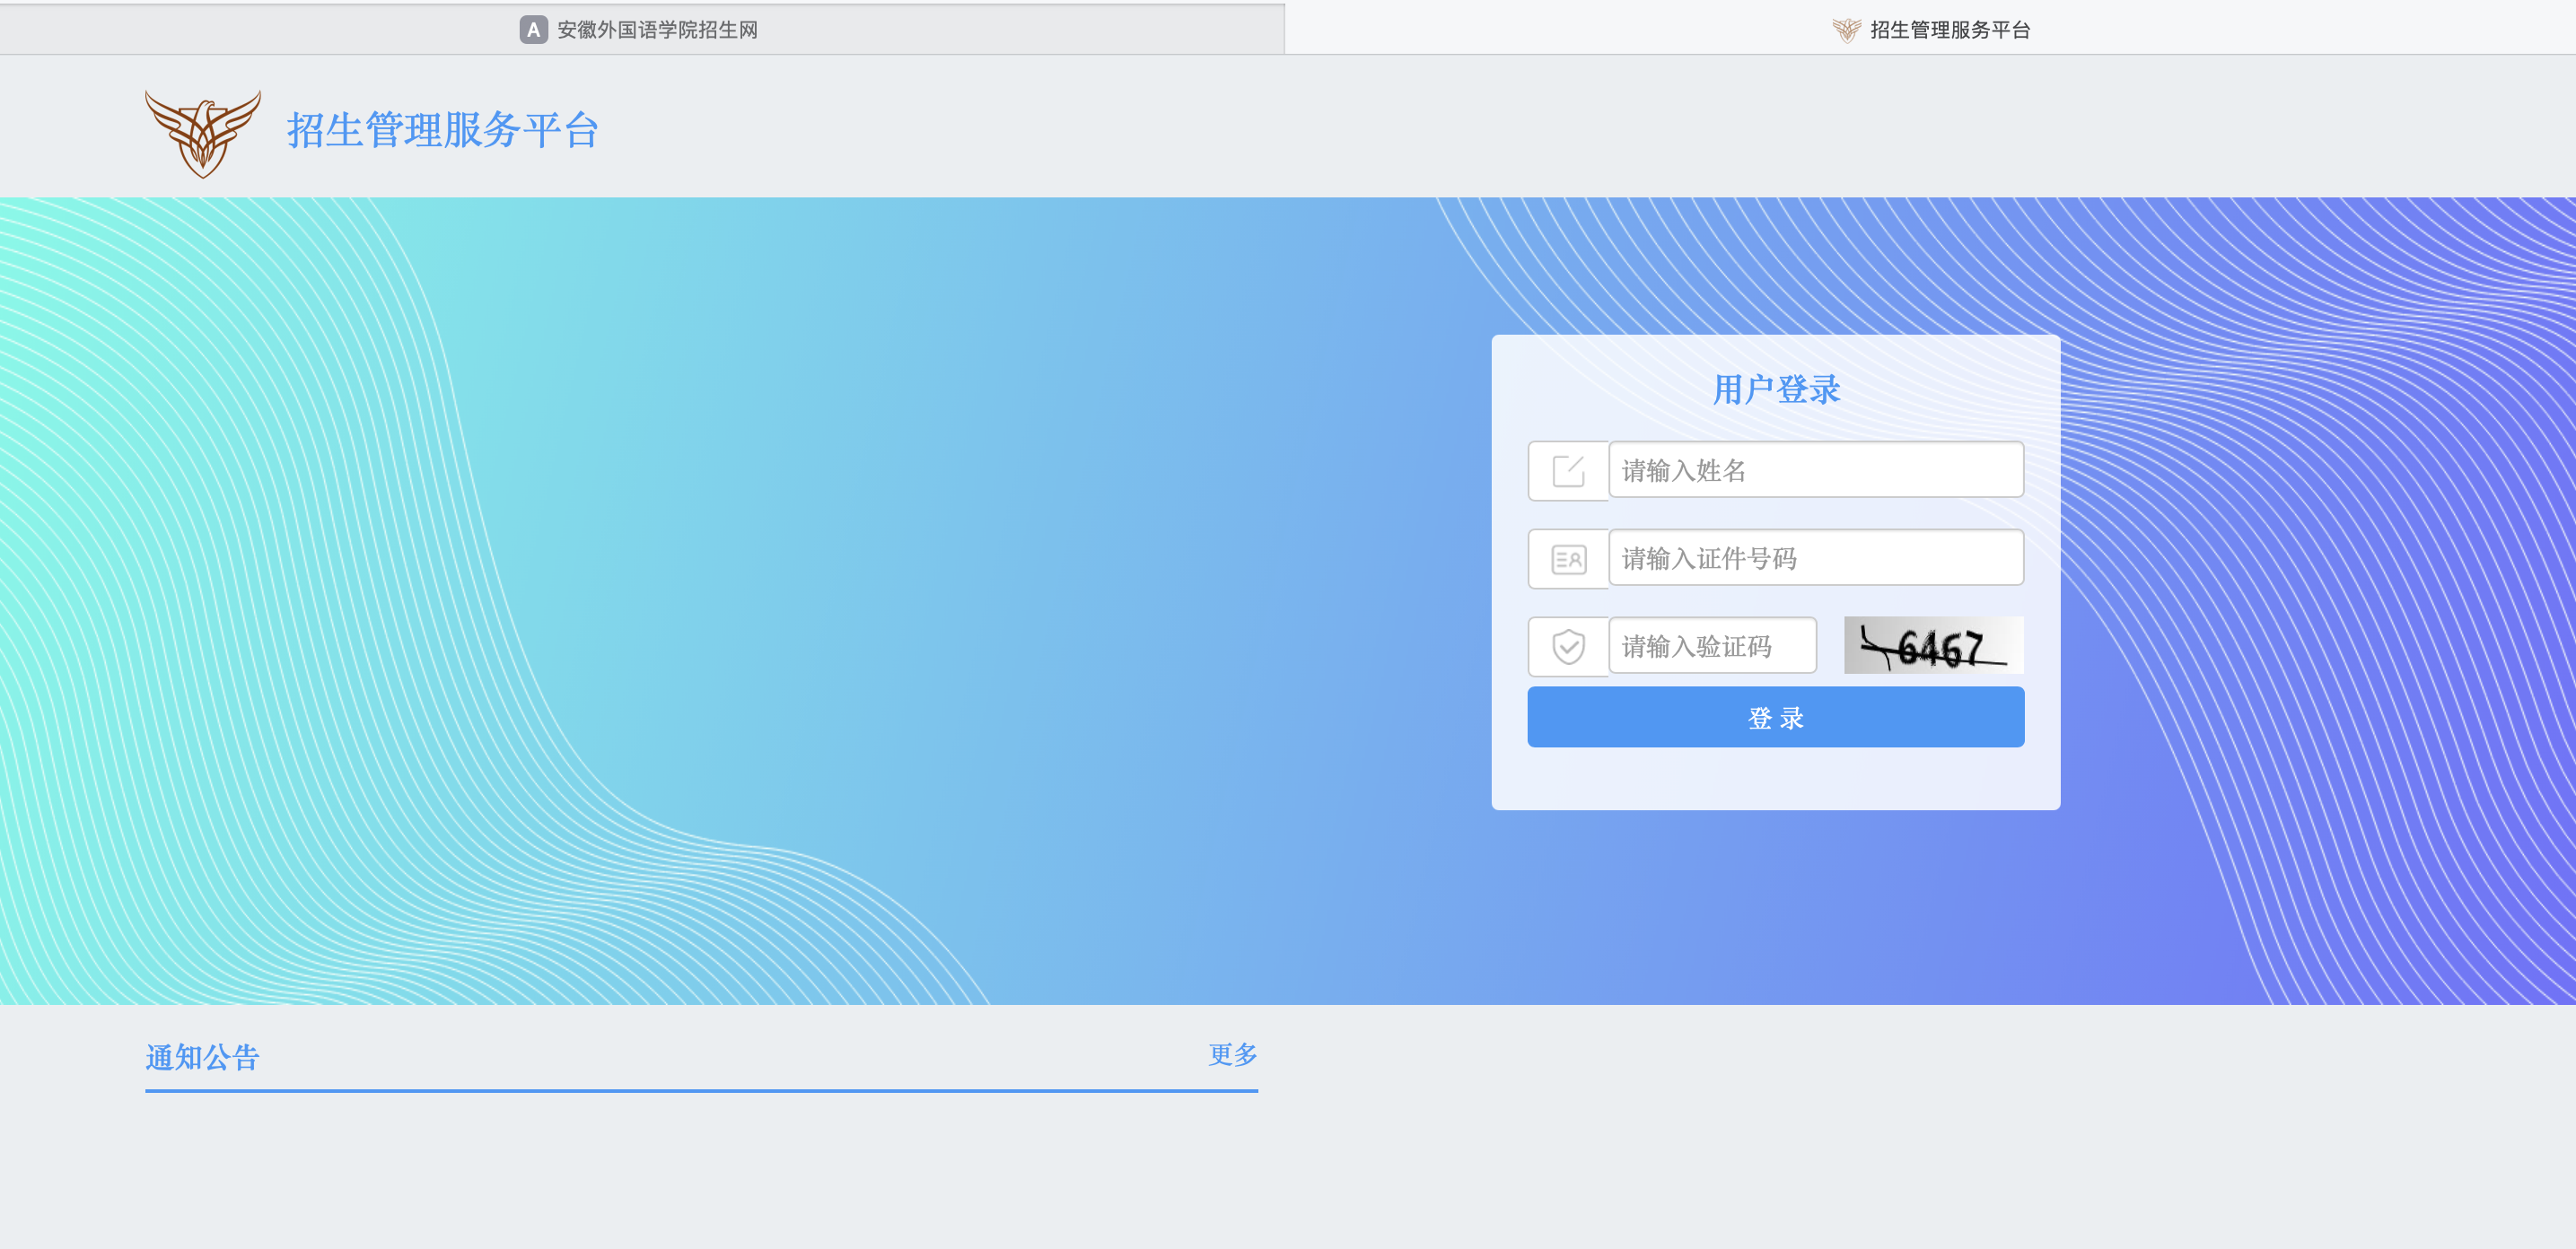 A 安徽外国语学院招生网
招生管理服务平台
招生管理服务平台
用户登录
请输入姓名
请输入证件号码
请输入验证码
6467
登 录
通知公告
更多